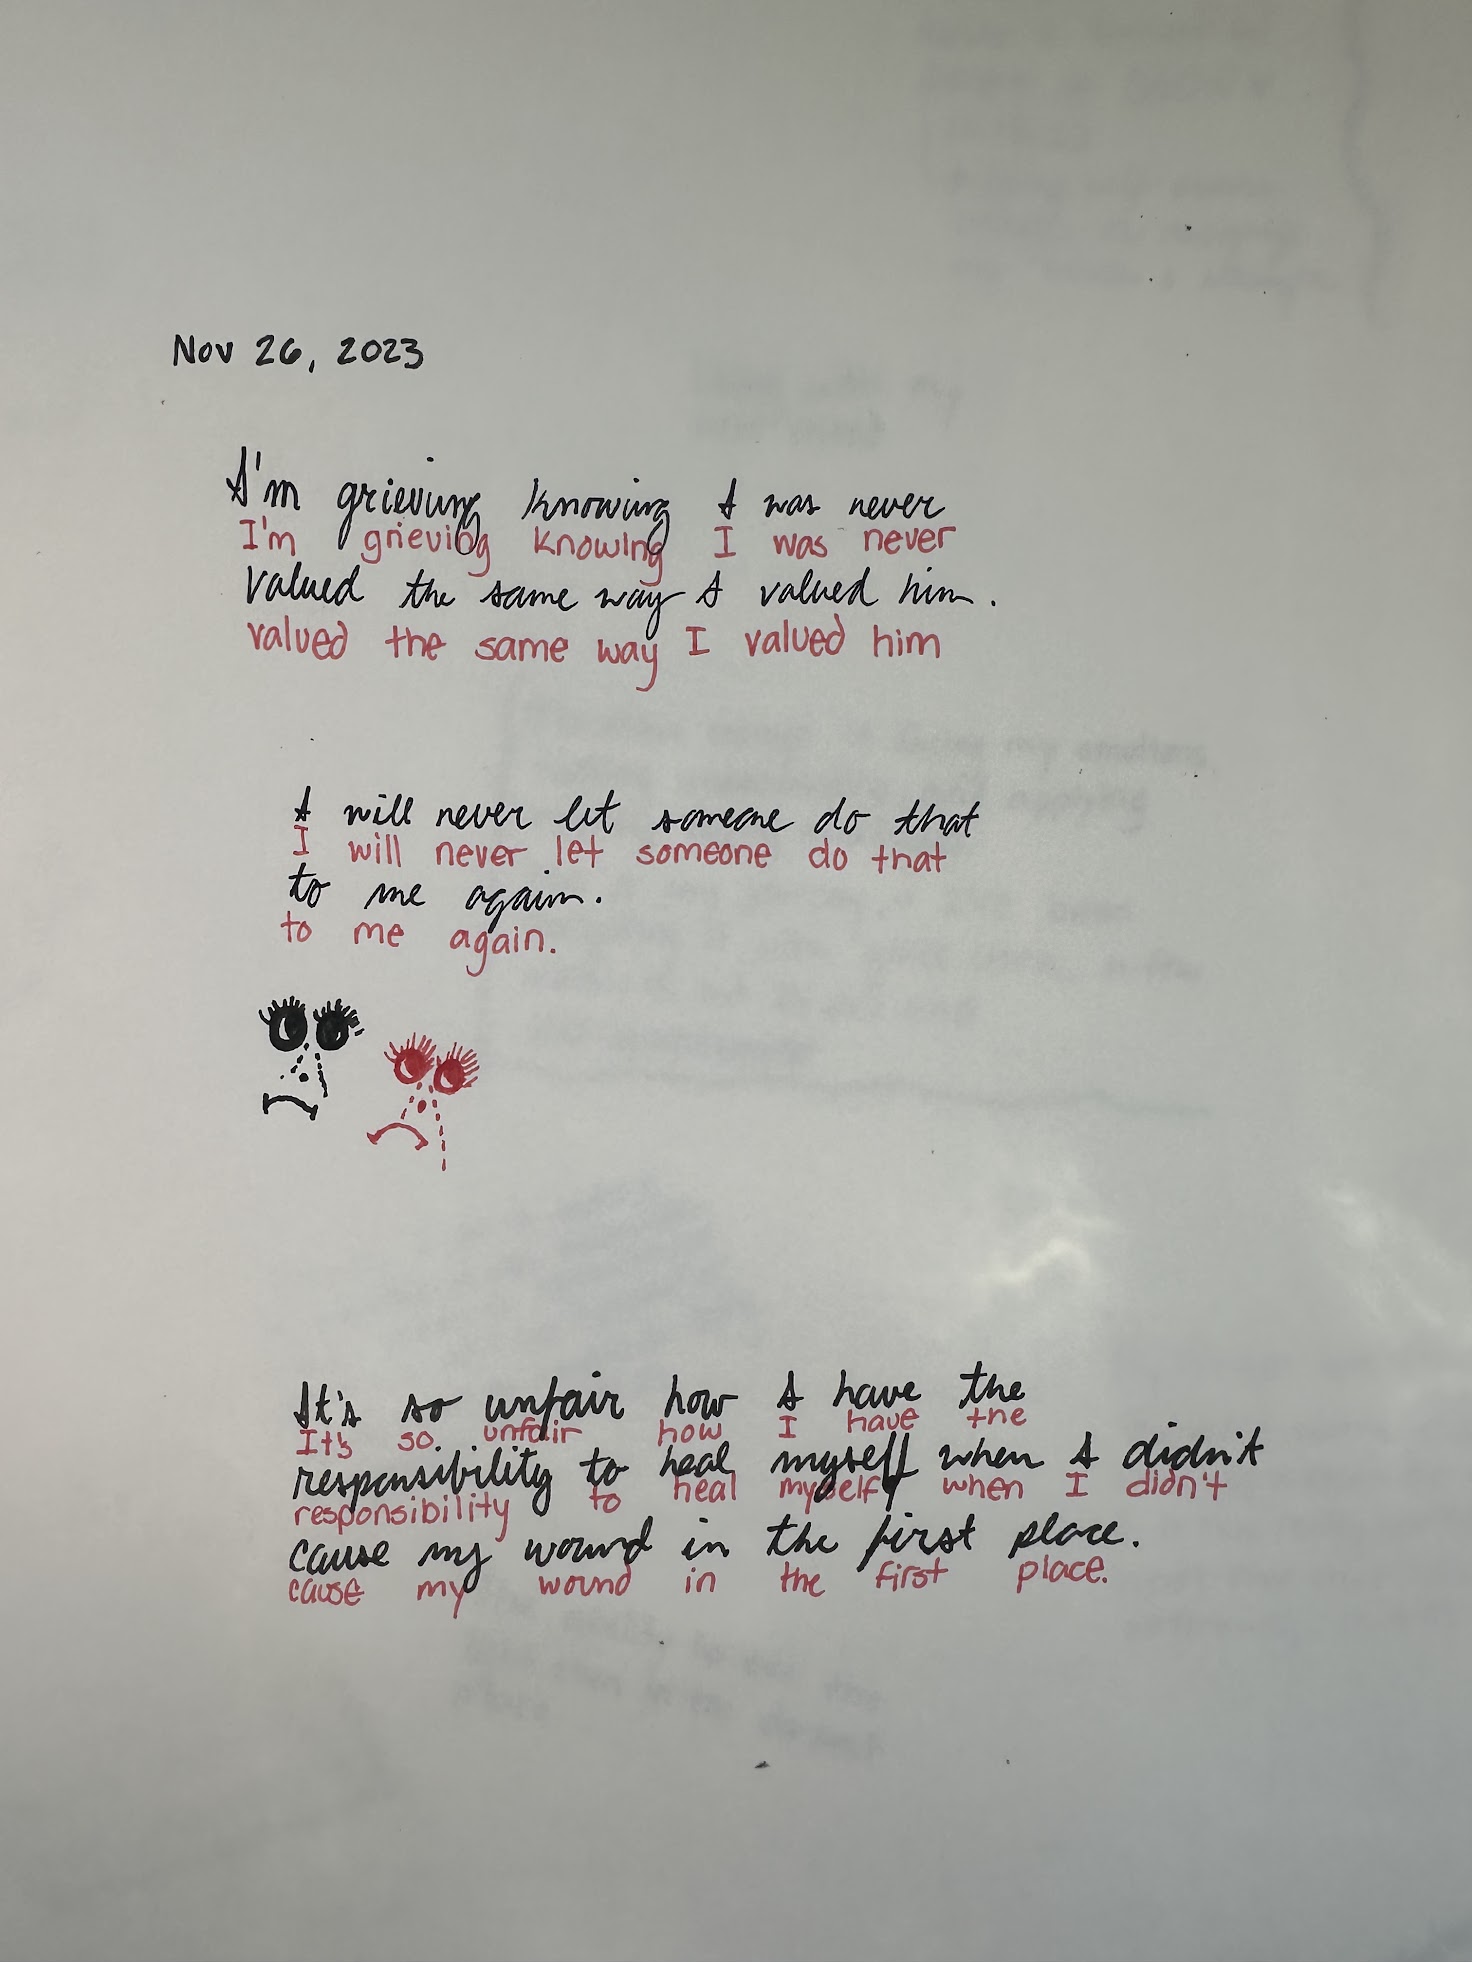 Nov 26, 2023
I'm grieving knowing I was never
I'm grieving knowing I was never
valued the same way I valued him.
valued the same way I valued him
I will never let someone do that
I will never let someone do that
to me again.
to me again.
It's so unfair how I have the
It's so unfair how I have the
responsibility to heal myself when I didn't
responsibility to heal myself when I didn't
cause my wound in the first place.
cause my wound in the first place.